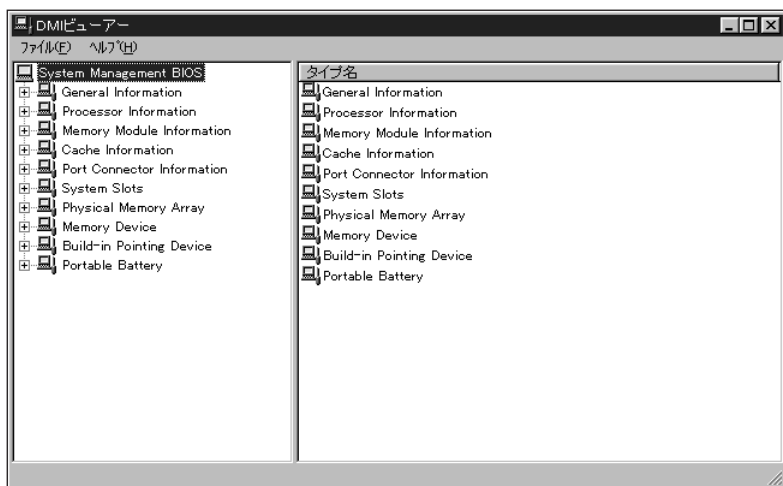 DMIビューアー
ﾌｧｲﾙ(F) ﾍﾙﾌﾟ(H)
System Management BIOS
General Information
Processor Information
Memory Module Information
Cache Information
Port Connector Information
System Slots
Physical Memory Array
Memory Device
Build-in Pointing Device
Portable Battery
タイプ名
General Information
Processor Information
Memory Module Information
Cache Information
Port Connector Information
System Slots
Physical Memory Array
Memory Device
Build-in Pointing Device
Portable Battery